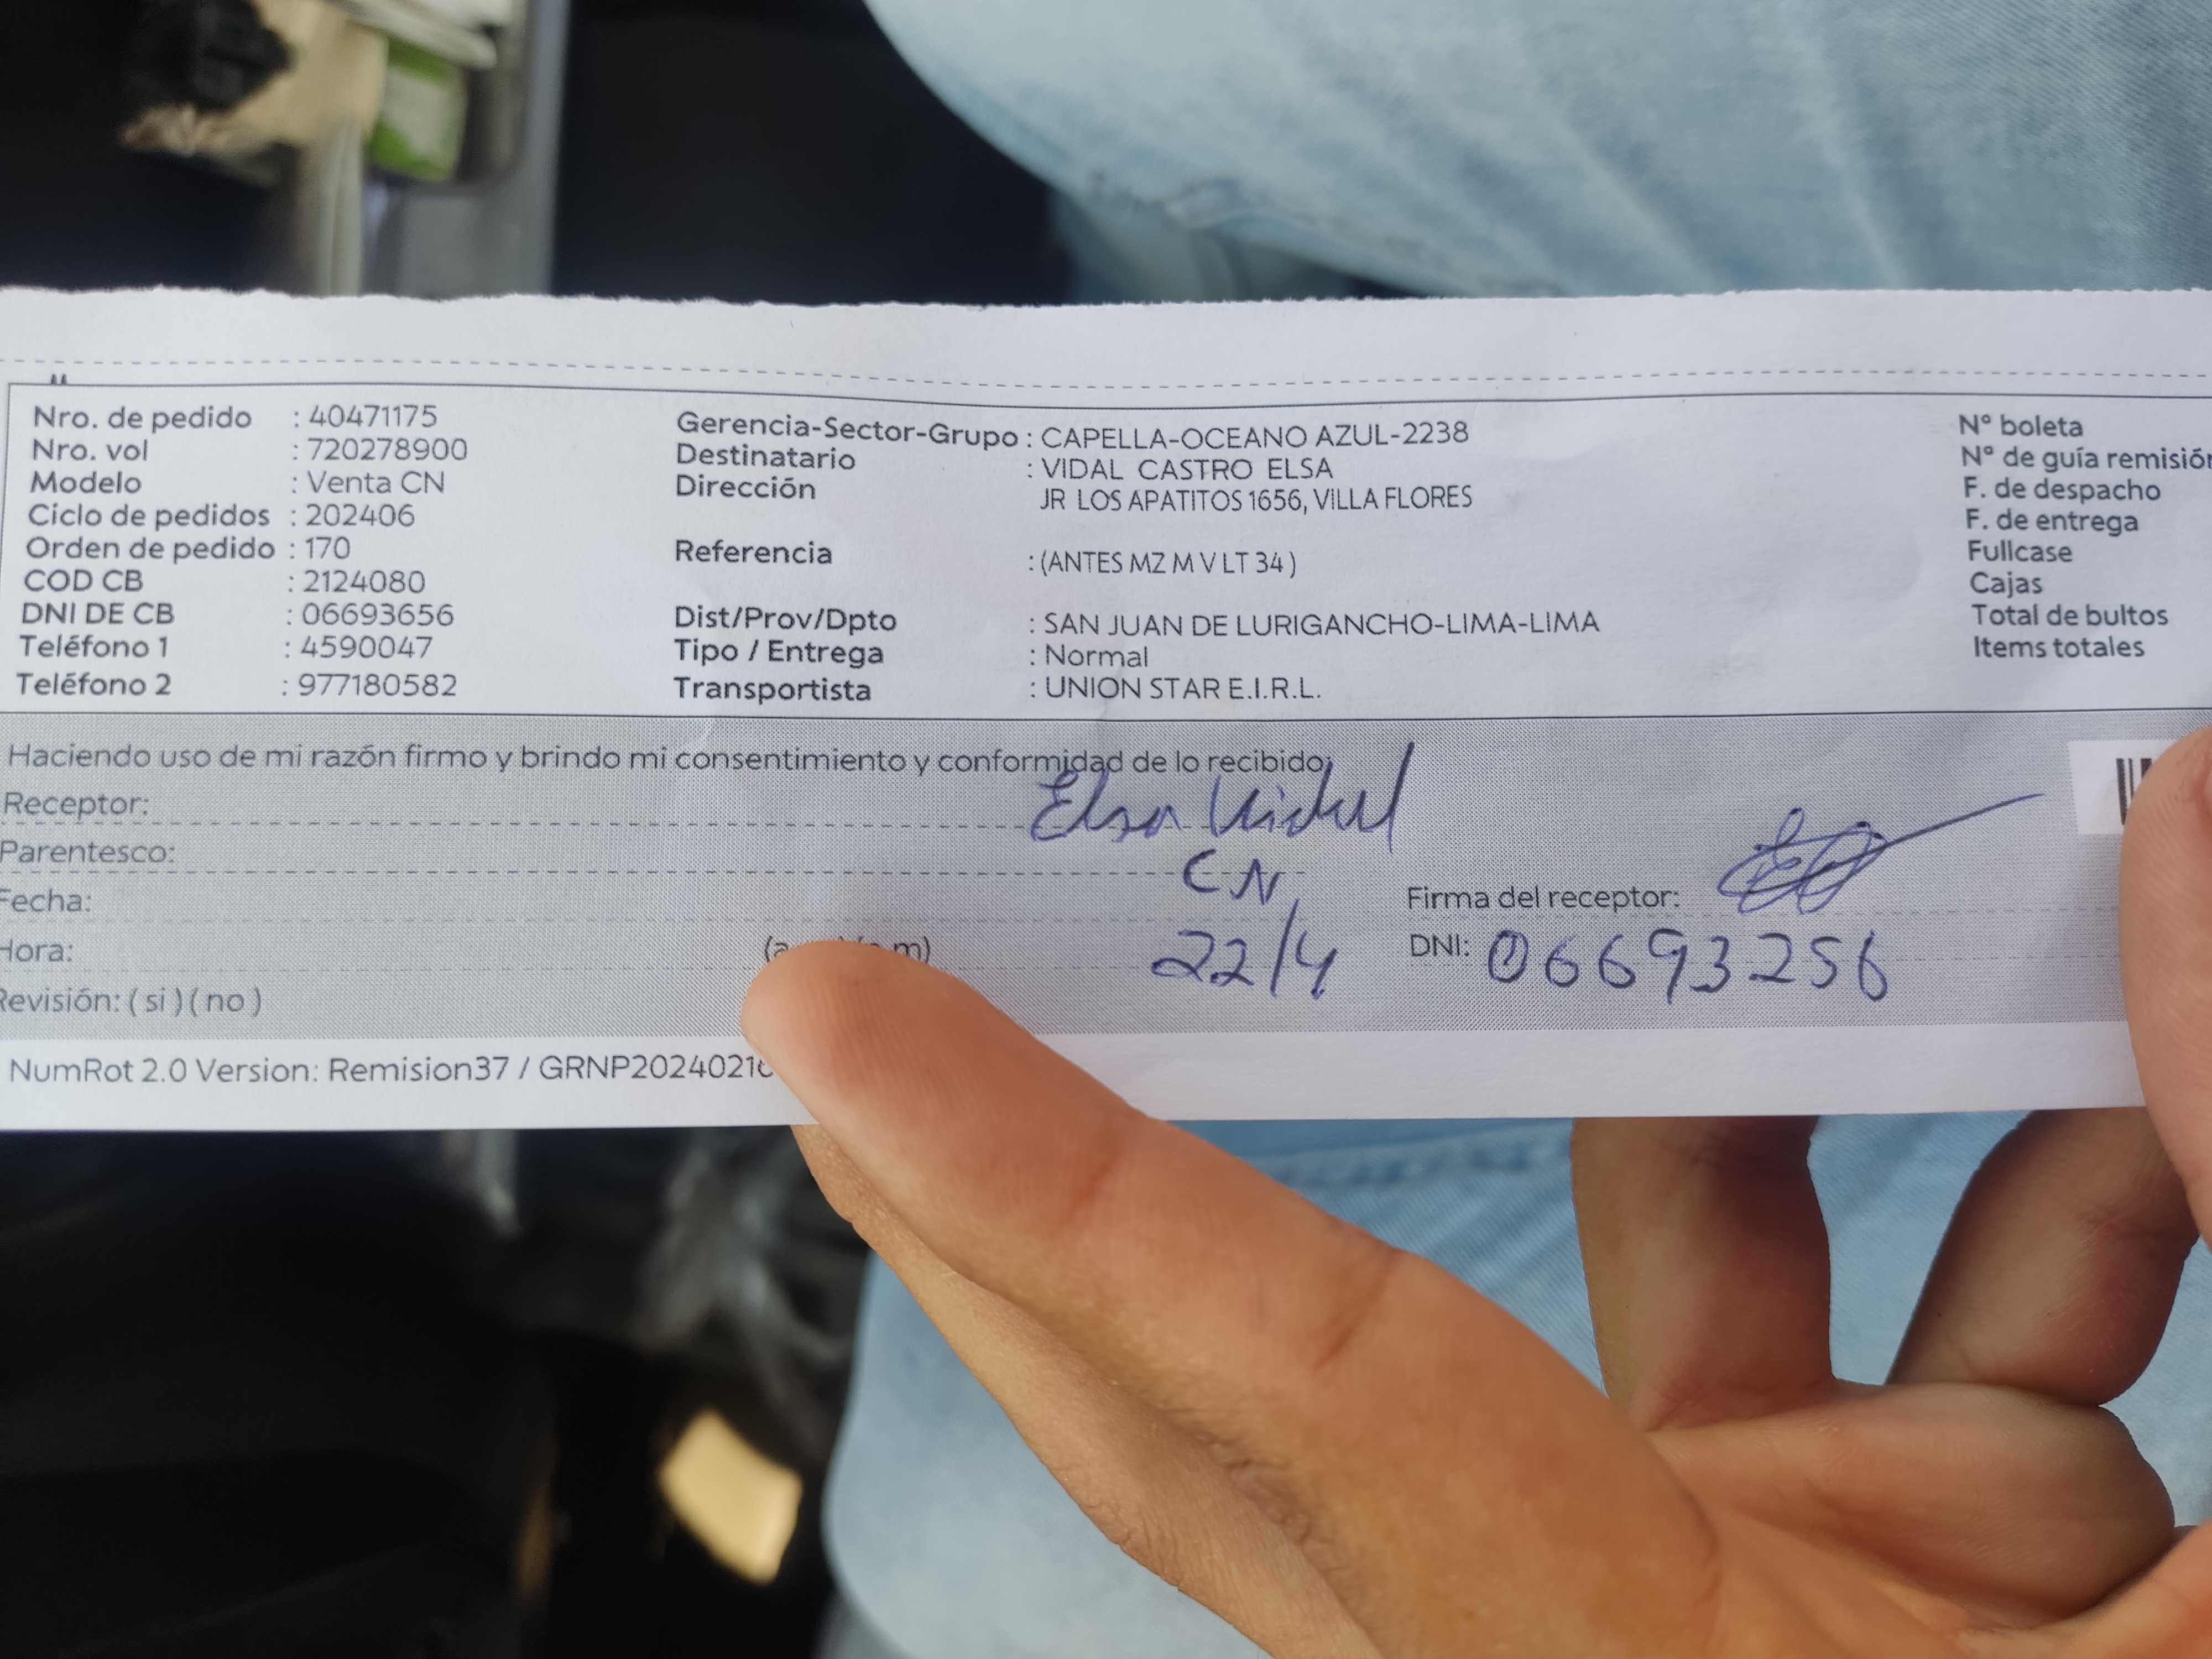 Nro. de pedido : 40471175
Nro. vol : 720278900
Modelo : Venta CN
Ciclo de pedidos : 202406
Orden de pedido : 170
COD CB : 2124080
DNI DE CB : 06693656
Teléfono 1 : 4590047
Teléfono 2 : 977180582
Gerencia-Sector-Grupo : CAPELLA-OCEANO AZUL-2238
Destinatario : VIDAL CASTRO ELSA
Dirección JR LOS APATITOS 1656, VILLA FLORES
Referencia : (ANTES MZ M V LT 34 )
Dist/Prov/Dpto : SAN JUAN DE LURIGANCHO-LIMA-LIMA
Tipo / Entrega : Normal
Transportista : UNION STAR E.I.R.L.
N° boleta
N° de guía remisión
F. de despacho
F. de entrega
Fullcase
Cajas
Total de bultos
Items totales
Haciendo uso de mi razón firmo y brindo mi consentimiento y conformidad de lo recibido;
Receptor: Elsa Vidal
Parentesco: CN
Fecha: 22/4
Hora:
Revisión: ( si ) ( no )
Firma del receptor:
DNI: 06693256
NumRot 2.0 Version: Remision37 / GRNP2024021